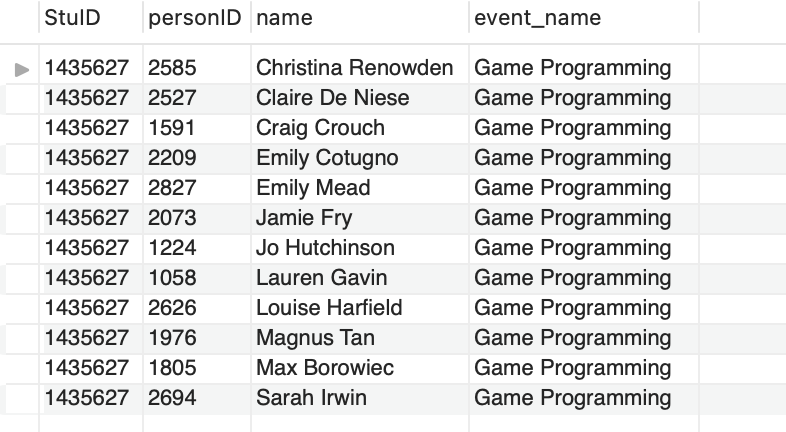 StuID personID name event_name
1435627 2585 Christina Renowden Game Programming
1435627 2527 Claire De Niese Game Programming
1435627 1591 Craig Crouch Game Programming
1435627 2209 Emily Cotugno Game Programming
1435627 2827 Emily Mead Game Programming
1435627 2073 Jamie Fry Game Programming
1435627 1224 Jo Hutchinson Game Programming
1435627 1058 Lauren Gavin Game Programming
1435627 2626 Louise Harfield Game Programming
1435627 1976 Magnus Tan Game Programming
1435627 1805 Max Borowiec Game Programming
1435627 2694 Sarah Irwin Game Programming